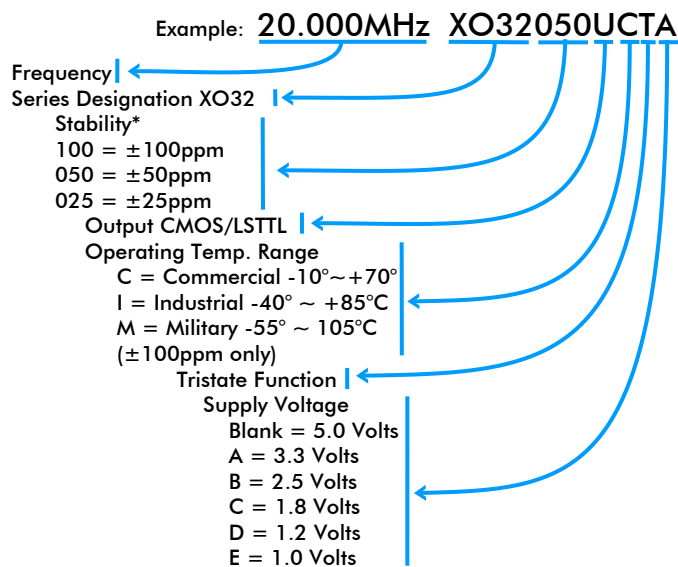 Example: 20.000MHz XO32050UCTA
Frequency
Series Designation XO32
Stability*
100 = ±100ppm
050 = ±50ppm
025 = ±25ppm
Output CMOS/LSTTL
Operating Temp. Range
C = Commercial -10°~+70°
I = Industrial -40° ~ +85°C
M = Military -55° ~ 105°C
(±100ppm only)
Tristate Function
Supply Voltage
Blank = 5.0 Volts
A = 3.3 Volts
B = 2.5 Volts
C = 1.8 Volts
D = 1.2 Volts
E = 1.0 Volts